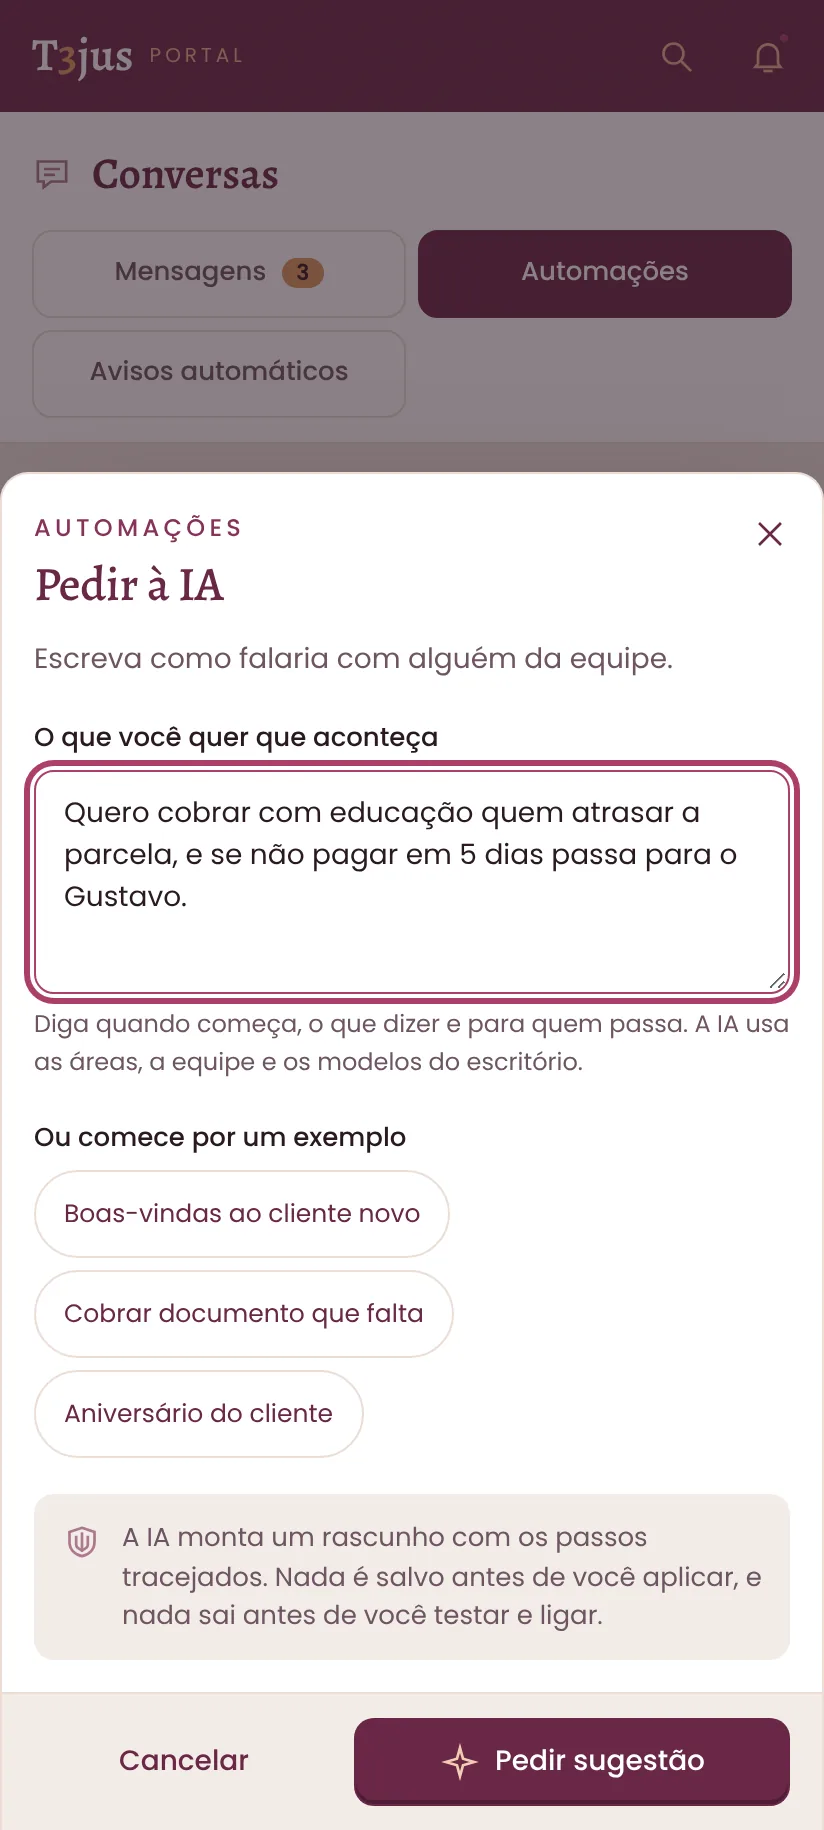 T3jus PORTAL
Conversas
Mensagens 3
Automações
Avisos automáticos
AUTOMAÇÕES
Pedir à IA
Escreva como falaria com alguém da equipe.
O que você quer que aconteça
Quero cobrar com educação quem atrasar a
parcela, e se não pagar em 5 dias passa para o
Gustavo.
Diga quando começa, o que dizer e para quem passa. A IA usa
as áreas, a equipe e os modelos do escritório.
Ou comece por um exemplo
Boas-vindas ao cliente novo
Cobrar documento que falta
Aniversário do cliente
A IA monta um rascunho com os passos
tracejados. Nada é salvo antes de você aplicar, e
nada sai antes de você testar e ligar.
Cancelar
Pedir sugestão